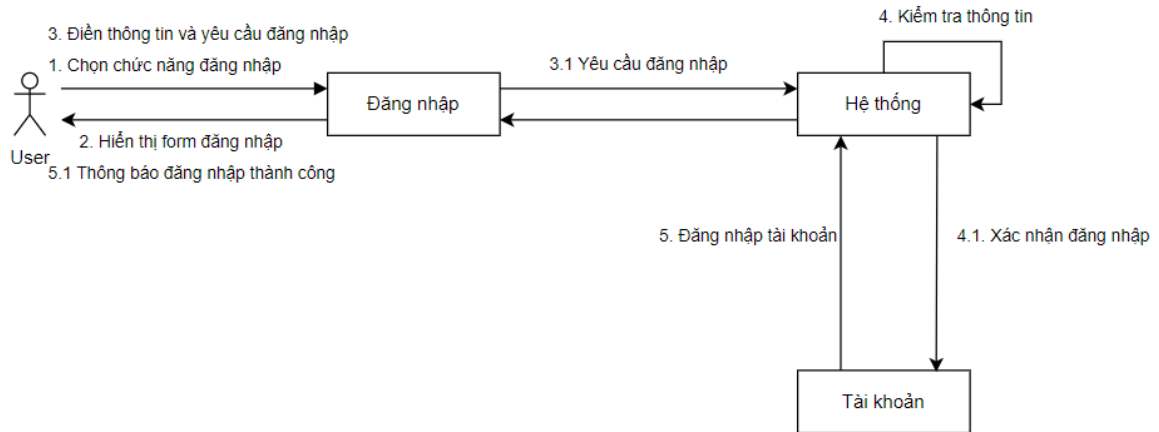 4. Kiểm tra thông tin
3. Điền thông tin và yêu cầu đăng nhập
1. Chọn chức năng đăng nhập
3.1 Yêu cầu đăng nhập
Đăng nhập
Hệ thống
2. Hiển thị form đăng nhập
User
5.1 Thông báo đăng nhập thành công
5. Đăng nhập tài khoản
4.1. Xác nhận đăng nhập
Tài khoản